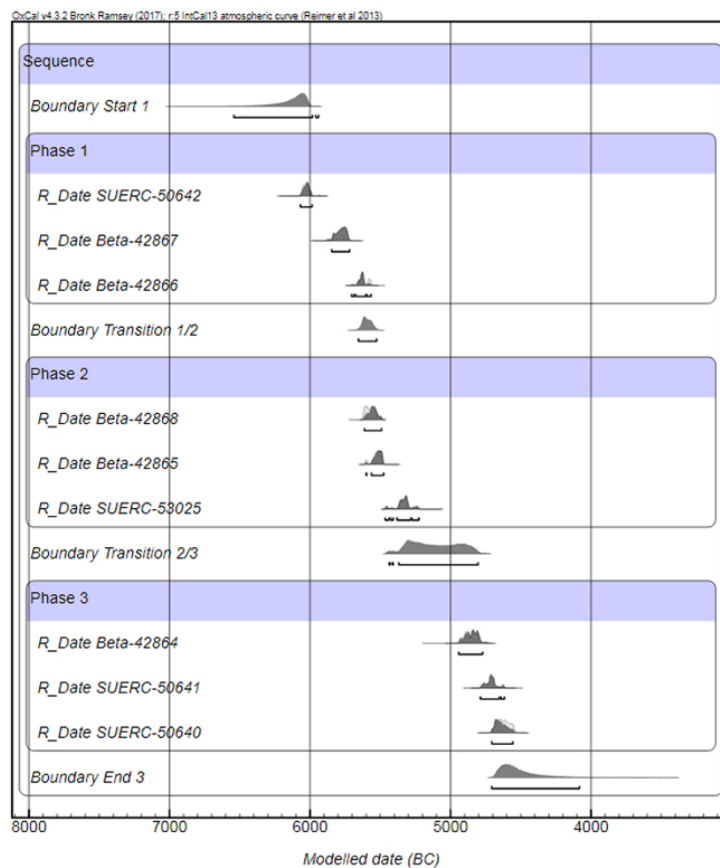 OxCal v4.3.2 Bronk Ramsey (2017); r:5 IntCal13 atmospheric curve (Reimer et al 2013)
Sequence
Boundary Start 1
Phase 1
R_Date SUERC-50642
R_Date Beta-42867
R_Date Beta-42866
Boundary Transition 1/2
Phase 2
R_Date Beta-42868
R_Date Beta-42865
R_Date SUERC-53025
Boundary Transition 2/3
Phase 3
R_Date Beta-42864
R_Date SUERC-50641
R_Date SUERC-50640
Boundary End 3
8000 7000 6000 5000 4000
Modelled date (BC)